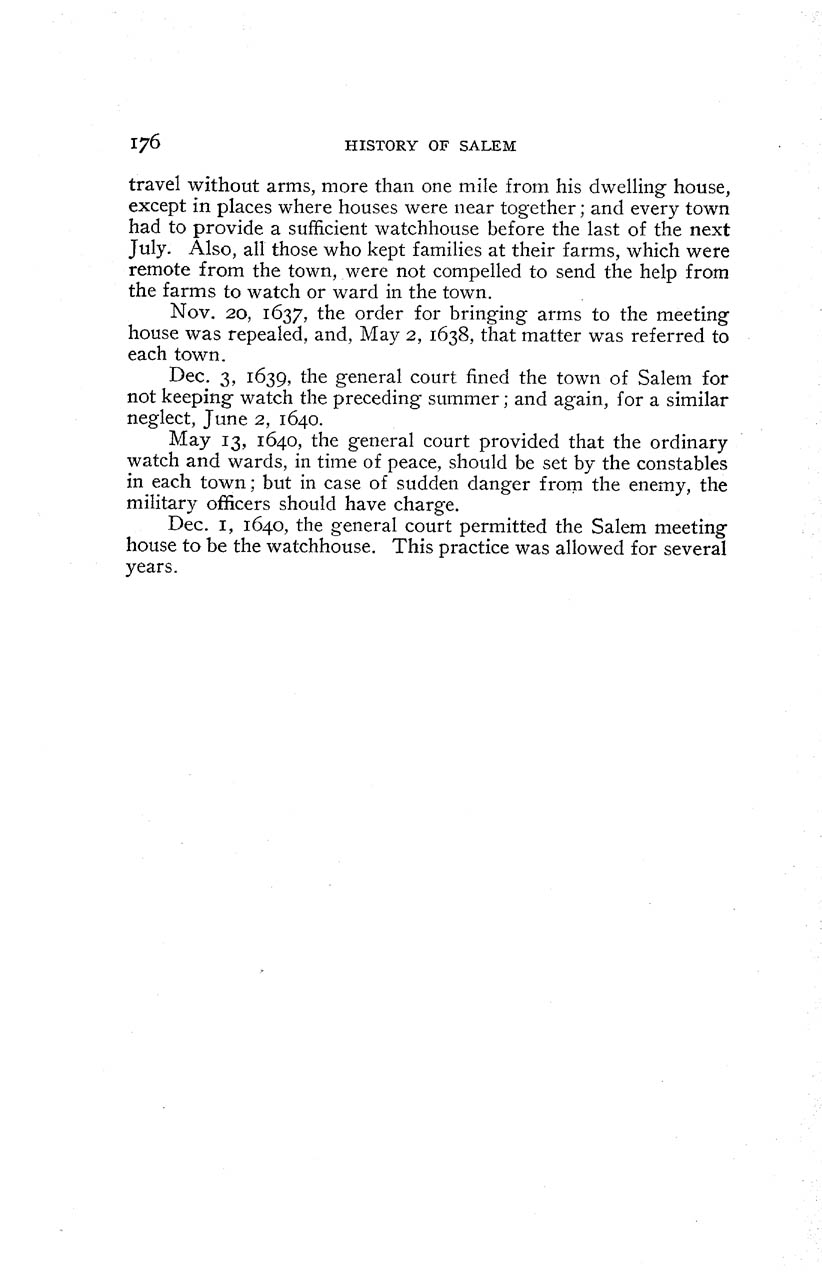 176 HISTORY OF SALEM
travel without arms, more than one mile from his dwelling house,
except in places where houses were near together; and every town
had to provide a sufficient watchhouse before the last of the next
July. Also, all those who kept families at their farms, which were
remote from the town, were not compelled to send the help from
the farms to watch or ward in the town.
Nov. 20, 1637, the order for bringing arms to the meeting
house was repealed, and, May 2, 1638, that matter was referred to
each town.
Dec. 3, 1639, the general court fined the town of Salem for
not keeping watch the preceding summer; and again, for a similar
neglect, June 2, 1640.
May 13, 1640, the general court provided that the ordinary
watch and wards, in time of peace, should be set by the constables
in each town; but in case of sudden danger from the enemy, the
military officers should have charge.
Dec. 1, 1640, the general court permitted the Salem meeting
house to be the watchhouse. This practice was allowed for several
years.